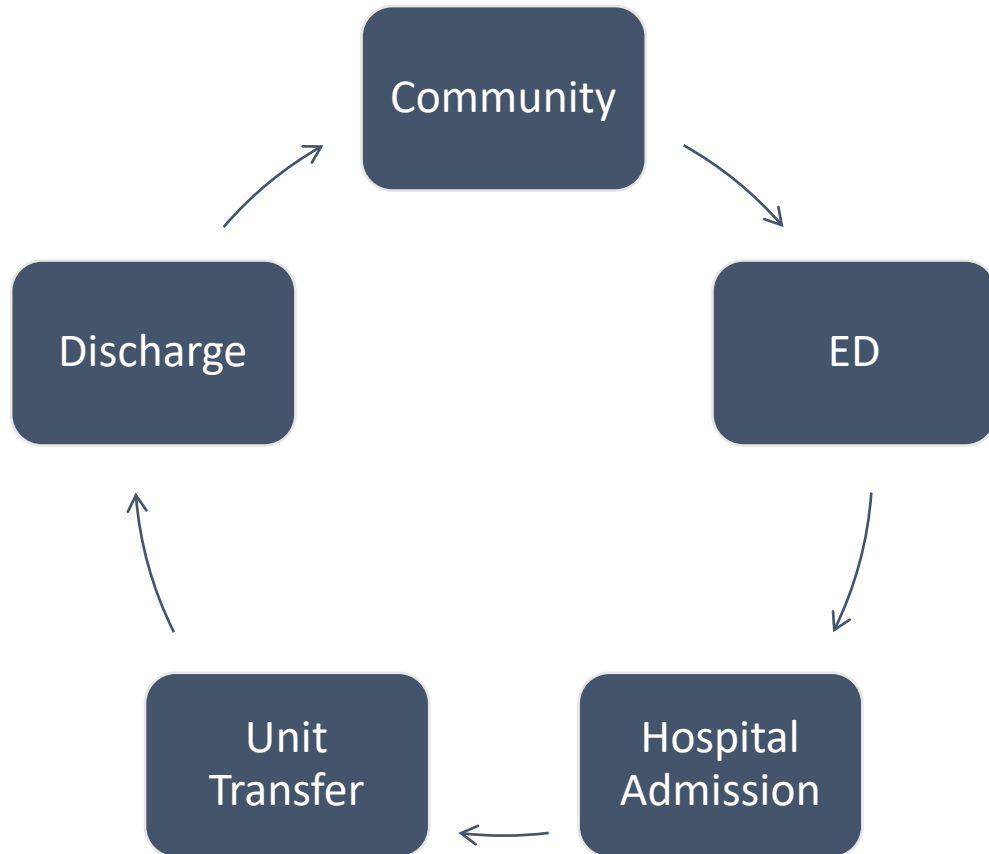 Community
ED
Hospital
Admission
Unit
Transfer
Discharge